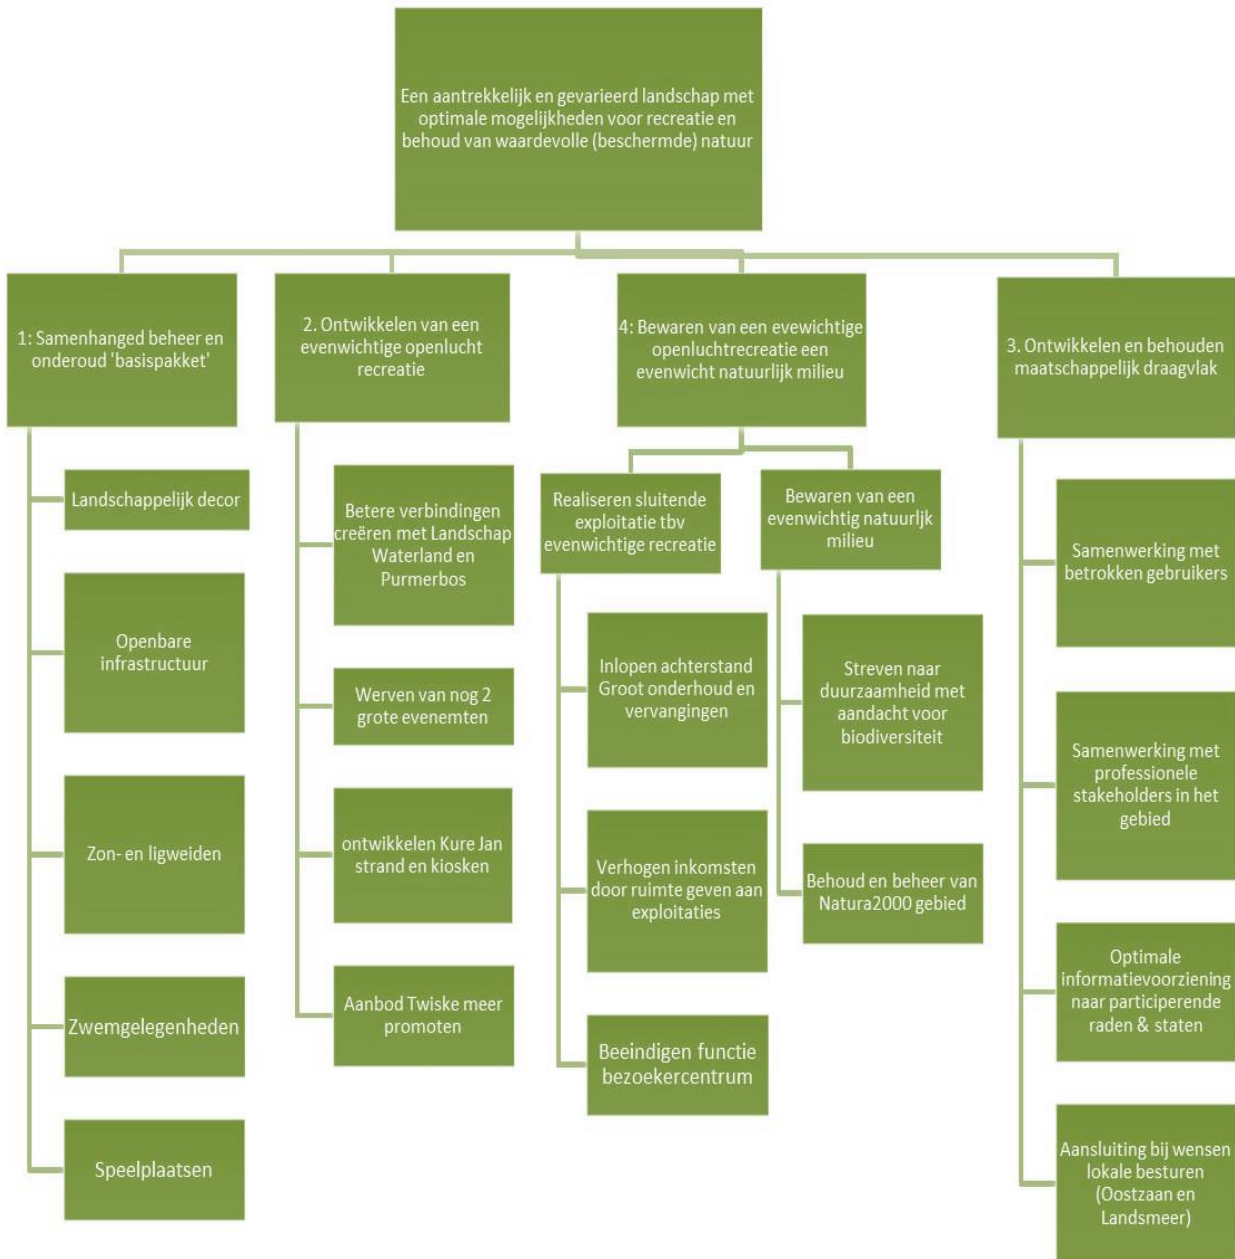 Een aantrekkelijk en gevarieerd landschap met
optimale mogelijkheden voor recreatie en
behoud van waardevolle (beschermde) natuur
1: Samenhanged beheer en
onderoud 'basispakket'
Landschappelijk decor
Openbare
infrastructuur
Zon- en ligweiden
Zwemgelegenheden
Speelplaatsen
2. Ontwikkelen van een
evenwichtige openlucht
recreatie
Betere verbindingen
creëren met Landschap
Waterland en
Purmerbos
Werven van nog 2
grote evenemten
ontwikkelen Kure Jan
strand en kiosken
Aanbod Twiske meer
promoten
4: Bewaren van een evewichtige
openluchtrecreatie een
evenwicht natuurlijk milieu
Realiseren sluitende
exploitatie tbv
evenwichtige recreatie
Inlopen achterstand
Groot onderhoud en
vervangingen
Verhogen inkomsten
door ruimte geven aan
exploitaties
Beeindigen functie
bezoekercentrum
Bewaren van een
evenwichtig natuurljk
milieu
Streven naar
duurzaamheid met
aandacht voor
biodiversiteit
Behoud en beheer van
Natura2000 gebied
3. Ontwikkelen en behouden
maatschappelijk draagvlak
Samenwerking met
betrokken gebruikers
Samenwerking met
professionele
stakeholders in het
gebied
Optimale
informatievoorziening
naar participerende
raden & staten
Aansluiting bij wensen
lokale besturen
(Oostzaan en
Landsmeer)